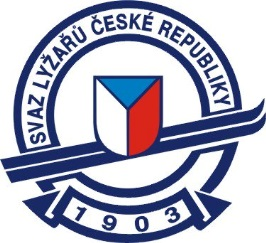 SVAZ LYŽAŘŮ ČESKÉ REPUBLIKY
1903